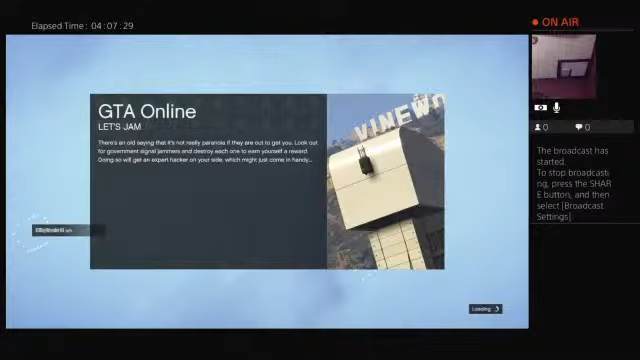 Elapsed Time : 04:07:29
ON AIR
GTA Online
LET'S JAM
There's an old saying that it's not really paranoia if they are out to get you. Look out
for government signal jammers and destroy each one to earn yourself a reward.
Doing so will get an expert hacker on your side, which might just come in handy...
VINEWO
0
0
The broadcast has
started.
To stop broadcasti
ng, press the SHAR
E button, and then
select [Broadcast
Settings].
Loading